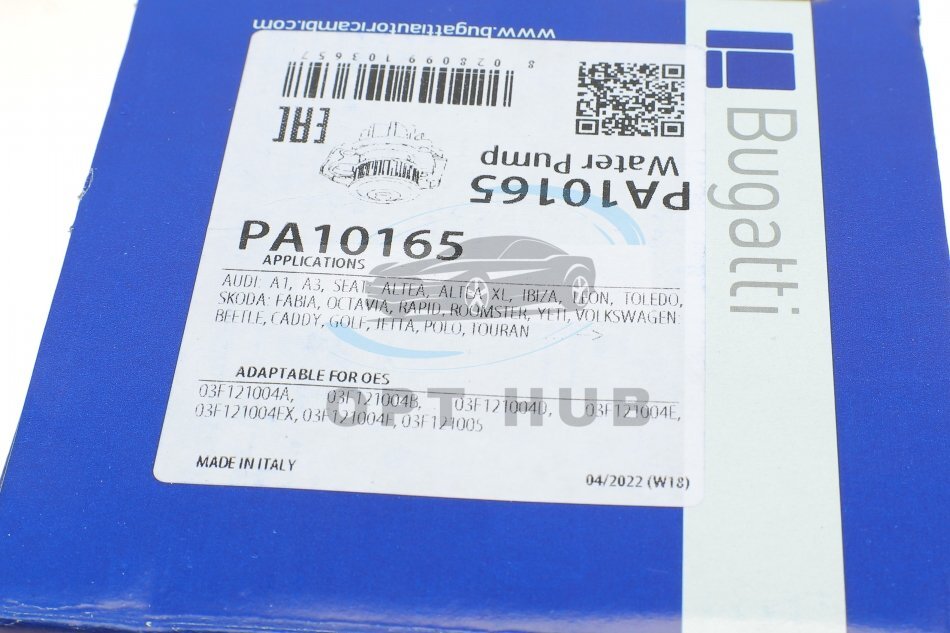 www.bugattiautoricambi.com
8 028099 103657
EAC
Water Pump
PA10165
Bugatti
PA10165
APPLICATIONS
AUDI: A1, A3, SEAT: ALTEA, ALTEA XL, IBIZA, LEON, TOLEDO,
SKODA: FABIA, OCTAVIA, RAPID, ROOMSTER, YETI, VOLKSWAGEN:
BEETLE, CADDY, GOLF, JETTA, POLO, TOURAN ----->
ADAPTABLE FOR OES
03F121004A, 03F121004B, 03F121004D, 03F121004E,
03F121004EX, 03F121004F, 03F121005
OPT HUB
MADE IN ITALY
04/2022 (W18)